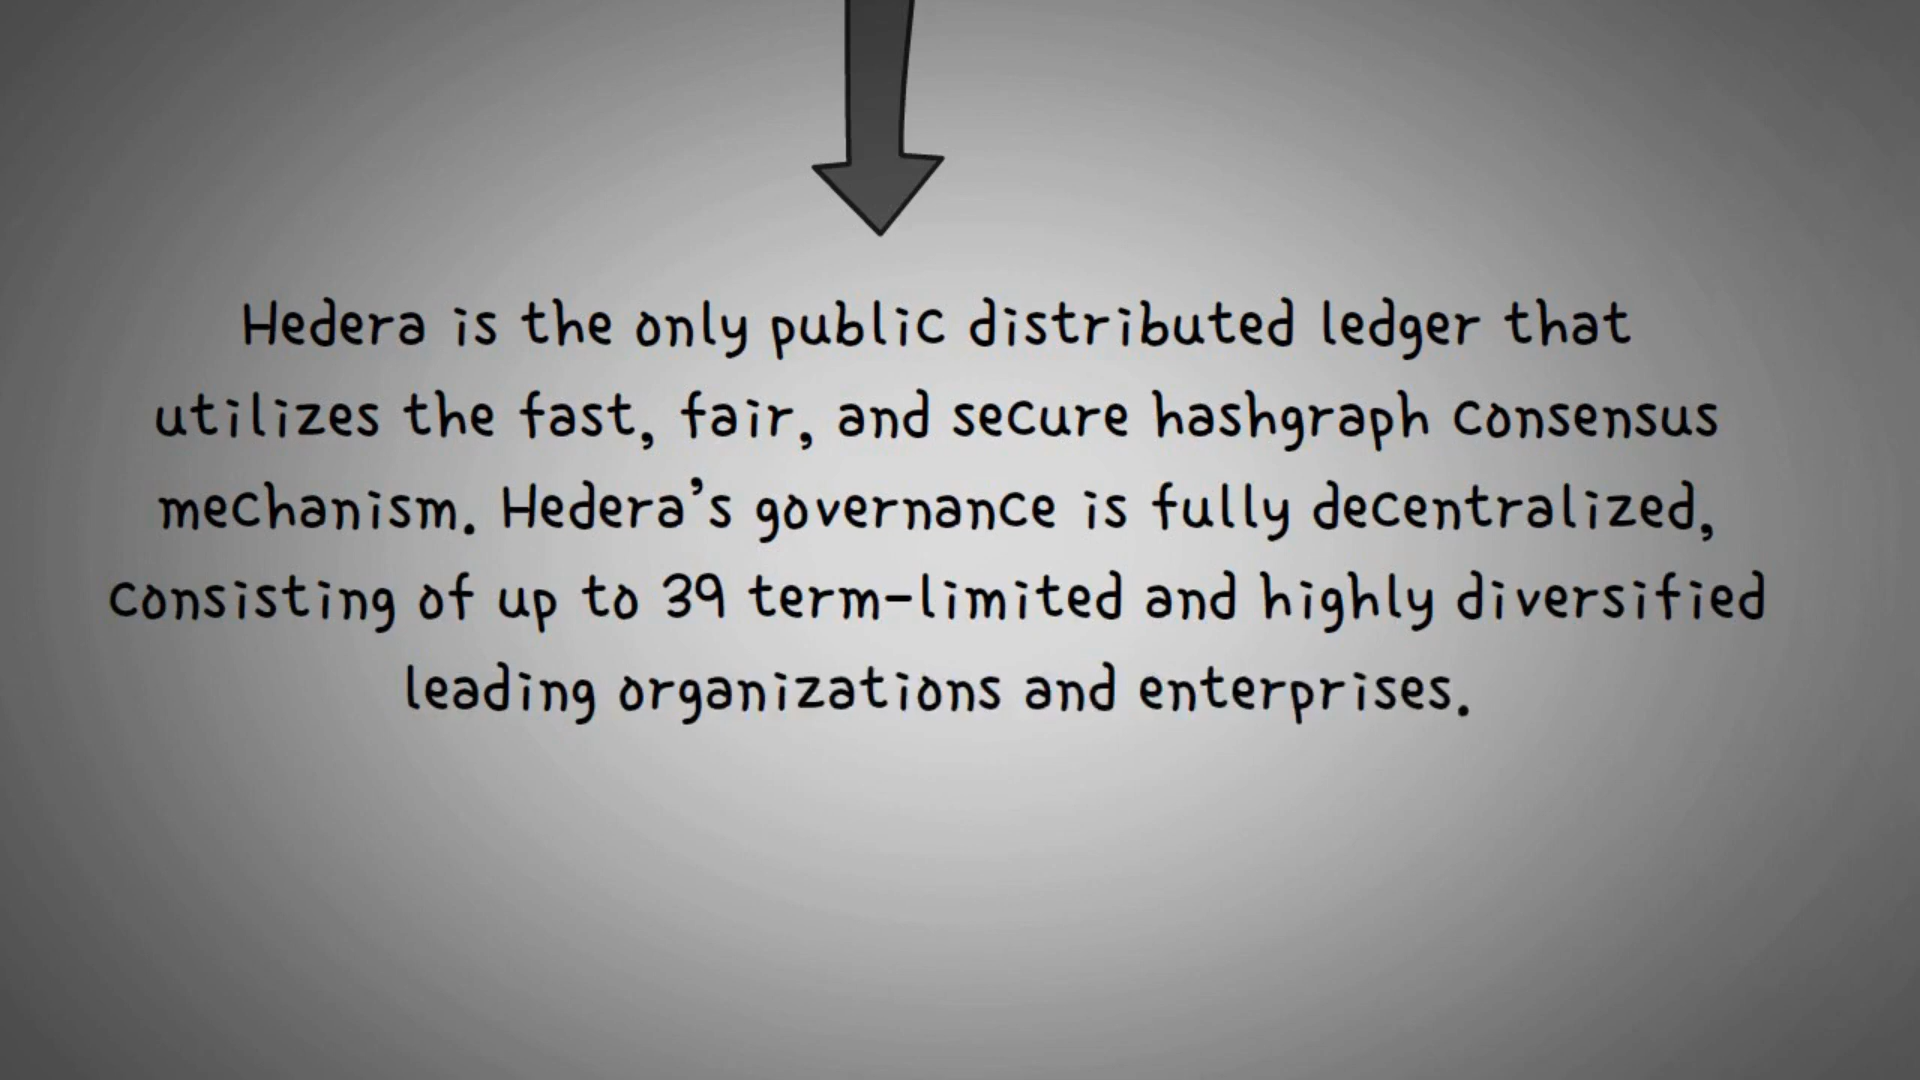 Hedera is the only public distributed ledger that
utilizes the fast, fair, and secure hashgraph consensus
mechanism. Hedera’s governance is fully decentralized,
consisting of up to 39 term-limited and highly diversified
leading organizations and enterprises.